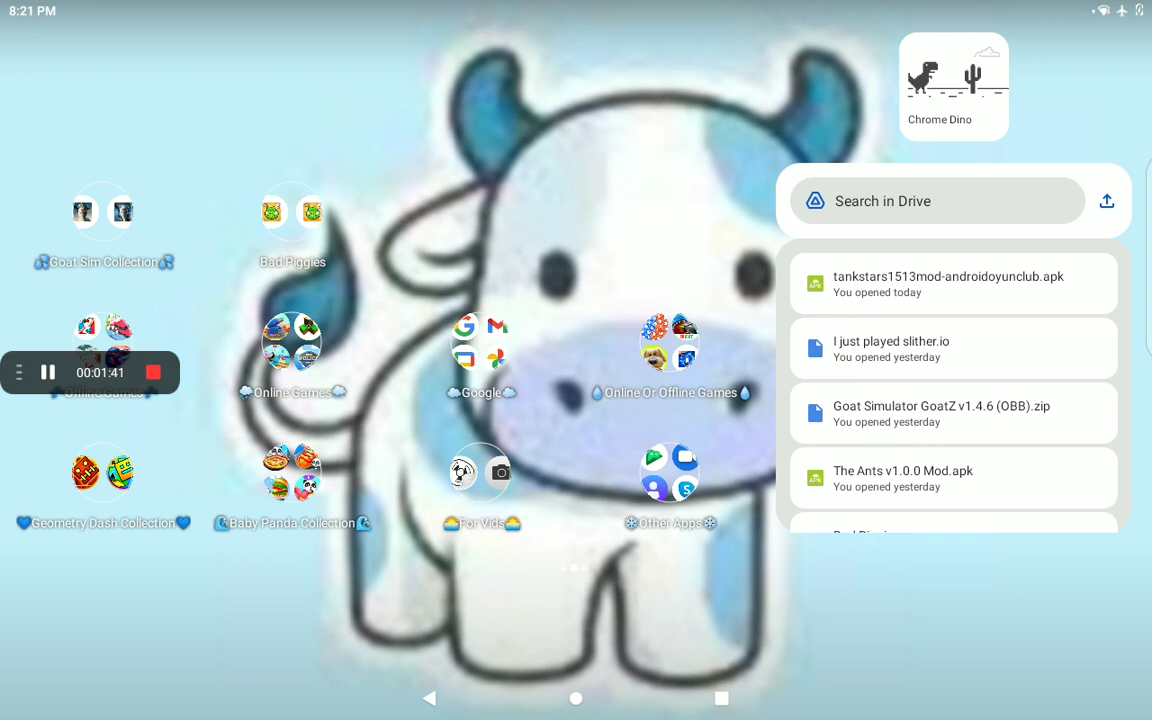 8:21 PM
Chrome Dino
Search in Drive
💦Goat Sim Collection💦
Bad Piggies
tankstars1513mod-androidoyunclub.apk
You opened today
I just played slither.io
You opened yesterday
00:01:41
Offline Games
🌧Online Games🌧
☁Google☁
💧Online Or Offline Games💧
Goat Simulator GoatZ v1.4.6 (OBB).zip
You opened yesterday
The Ants v1.0.0 Mod.apk
You opened yesterday
💙Geometry Dash Collection💙
🌊Baby Panda Collection🌊
🌅For Vids🌅
❄Other Apps❄